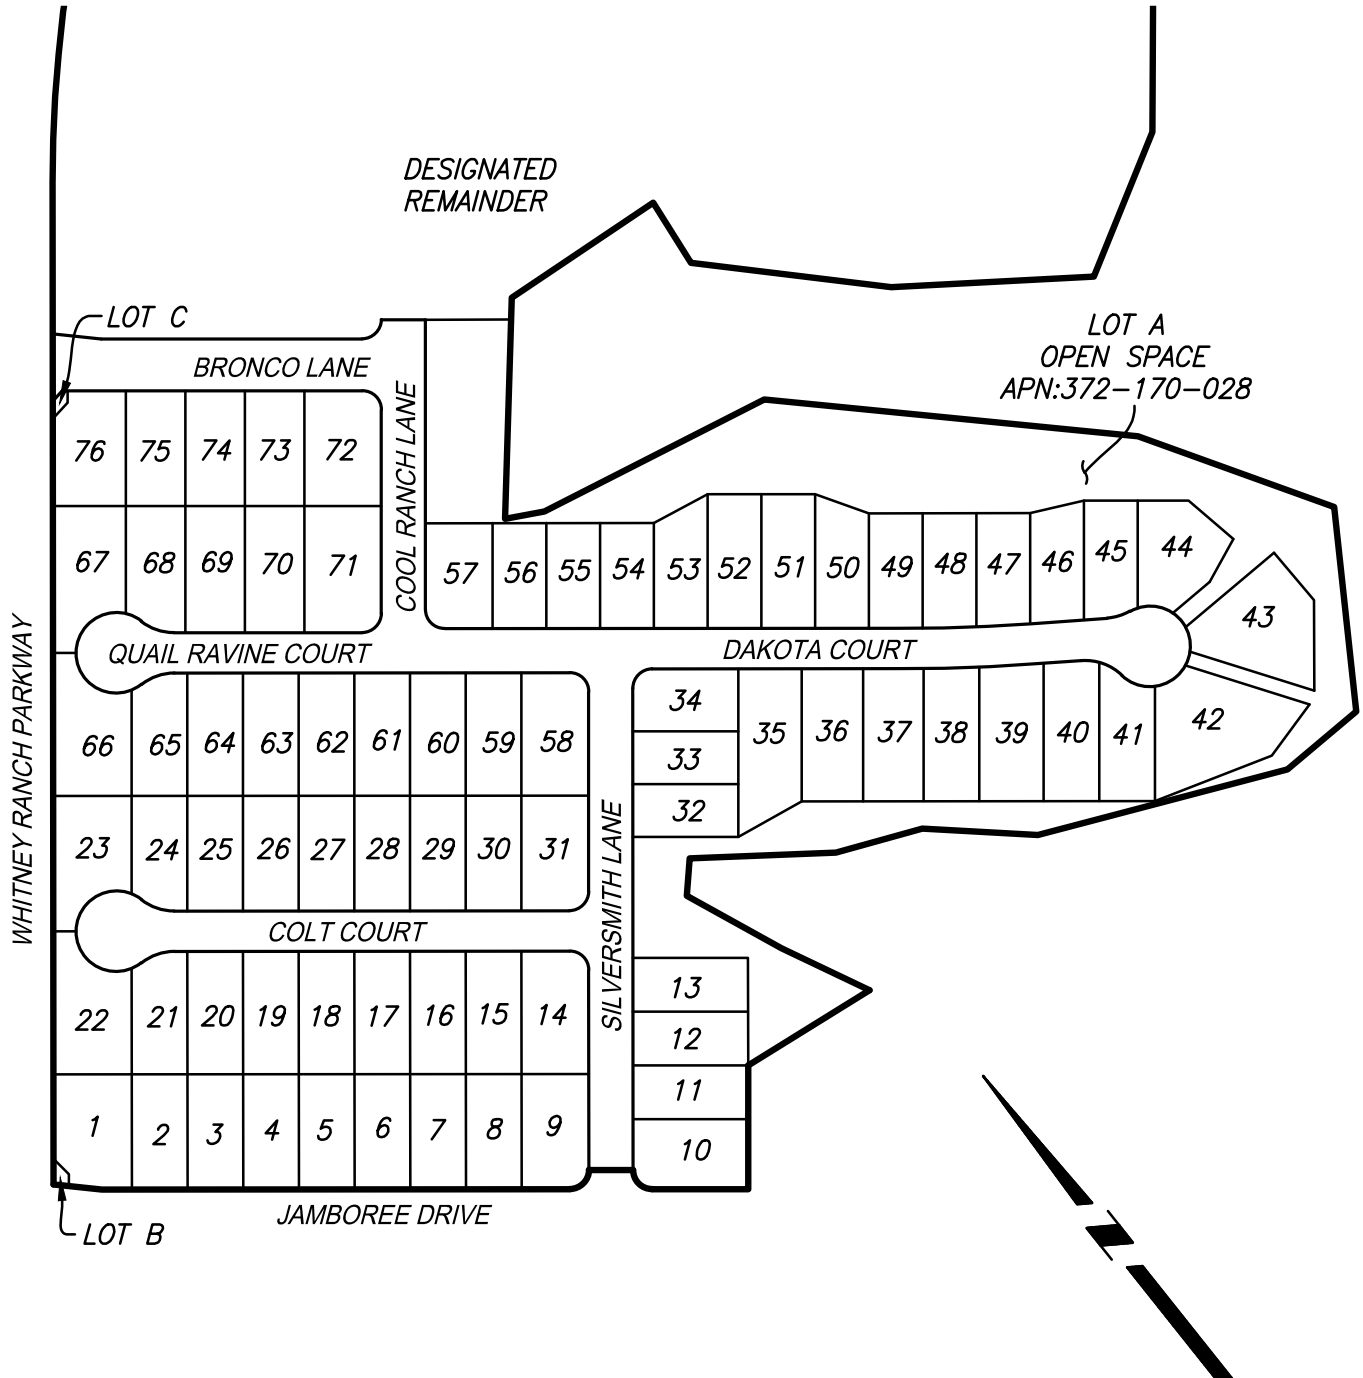 DESIGNATED
REMAINDER
LOT C
LOT A
OPEN SPACE
APN:372-170-028
BRONCO LANE
COOL RANCH LANE
76 75 74 73 72
67 68 69 70 71
57 56 55 54 53 52 51 50 49 48 47 46 45 44
43
WHITNEY RANCH PARKWAY
QUAIL RAVINE COURT
DAKOTA COURT
34
35 36 37 38 39 40 41 42
33
32
66 65 64 63 62 61 60 59 58
23 24 25 26 27 28 29 30 31
SILVERSMITH LANE
COLT COURT
13
12
11
10
22 21 20 19 18 17 16 15 14
1 2 3 4 5 6 7 8 9
JAMBOREE DRIVE
LOT B